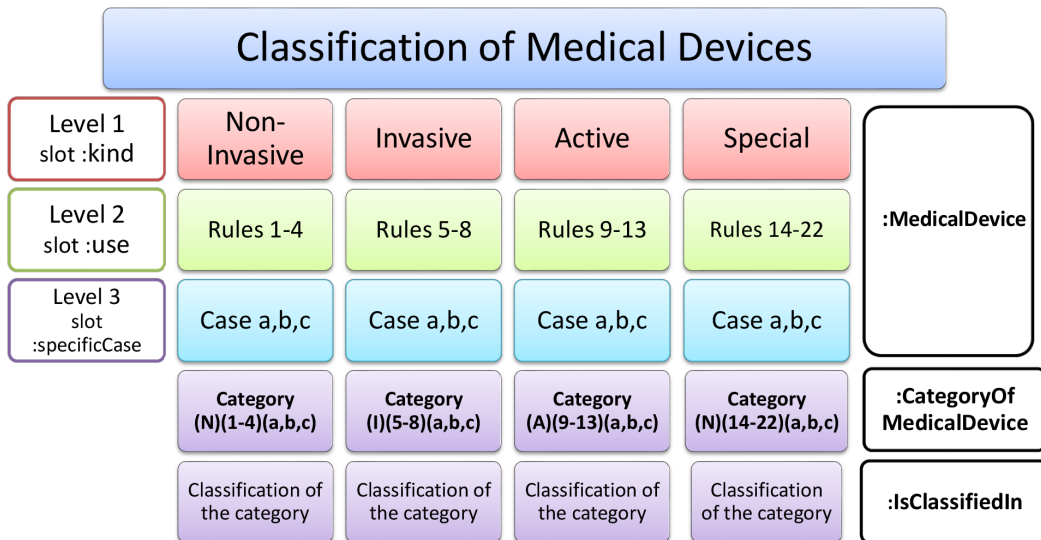 Classification of Medical Devices
Level 1
slot :kind
Non-
Invasive
Invasive
Active
Special
:MedicalDevice
Level 2
slot :use
Rules 1-4
Rules 5-8
Rules 9-13
Rules 14-22
Level 3
slot
:specificCase
Case a,b,c
Case a,b,c
Case a,b,c
Case a,b,c
Category
(N)(1-4)(a,b,c)
Category
(I)(5-8)(a,b,c)
Category
(A)(9-13)(a,b,c)
Category
(N)(14-22)(a,b,c)
:CategoryOf
MedicalDevice
Classification of
the category
Classification of
the category
Classification of
the category
Classification
of the category
:IsClassifiedIn